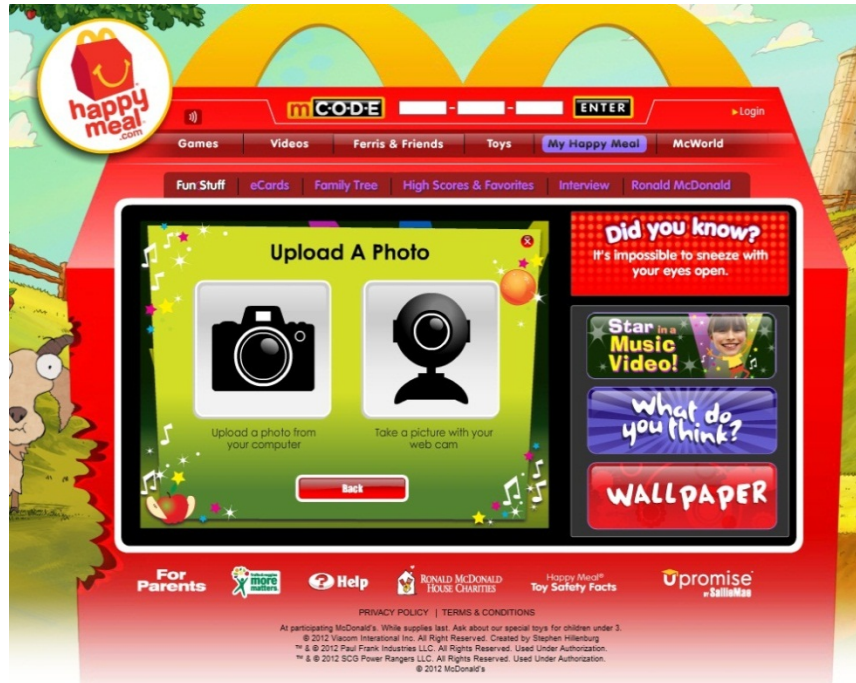 happy
meal
.com
mCODE - - ENTER
Login
Games Videos Ferris & Friends Toys My Happy Meal McWorld
Fun Stuff eCards Family Tree High Scores & Favorites Interview Ronald McDonald
Upload A Photo
Upload a photo from
your computer
Take a picture with your
web cam
Back
Did you know?
It's impossible to sneeze with
your eyes open.
Star in a
Music
Video!
What do
you think?
WALLPAPER
For
Parents
more
matters.
Help
RONALD McDONALD
HOUSE CHARITIES
Happy Meal®
Toy Safety Facts
Upromise
BY SallieMae
PRIVACY POLICY | TERMS & CONDITIONS
At participating McDonald's. While supplies last. Ask about our special toys for children under 3.
© 2012 Viacom Interational Inc. All Right Reserved. Created by Stephen Hillenburg
™ & © 2012 Paul Frank Industries LLC. All Rights Reserved. Used Under Authorization.
™ & © 2012 SCG Power Rangers LLC. All Rights Reserved. Used Under Authorization.
© 2012 McDonald's